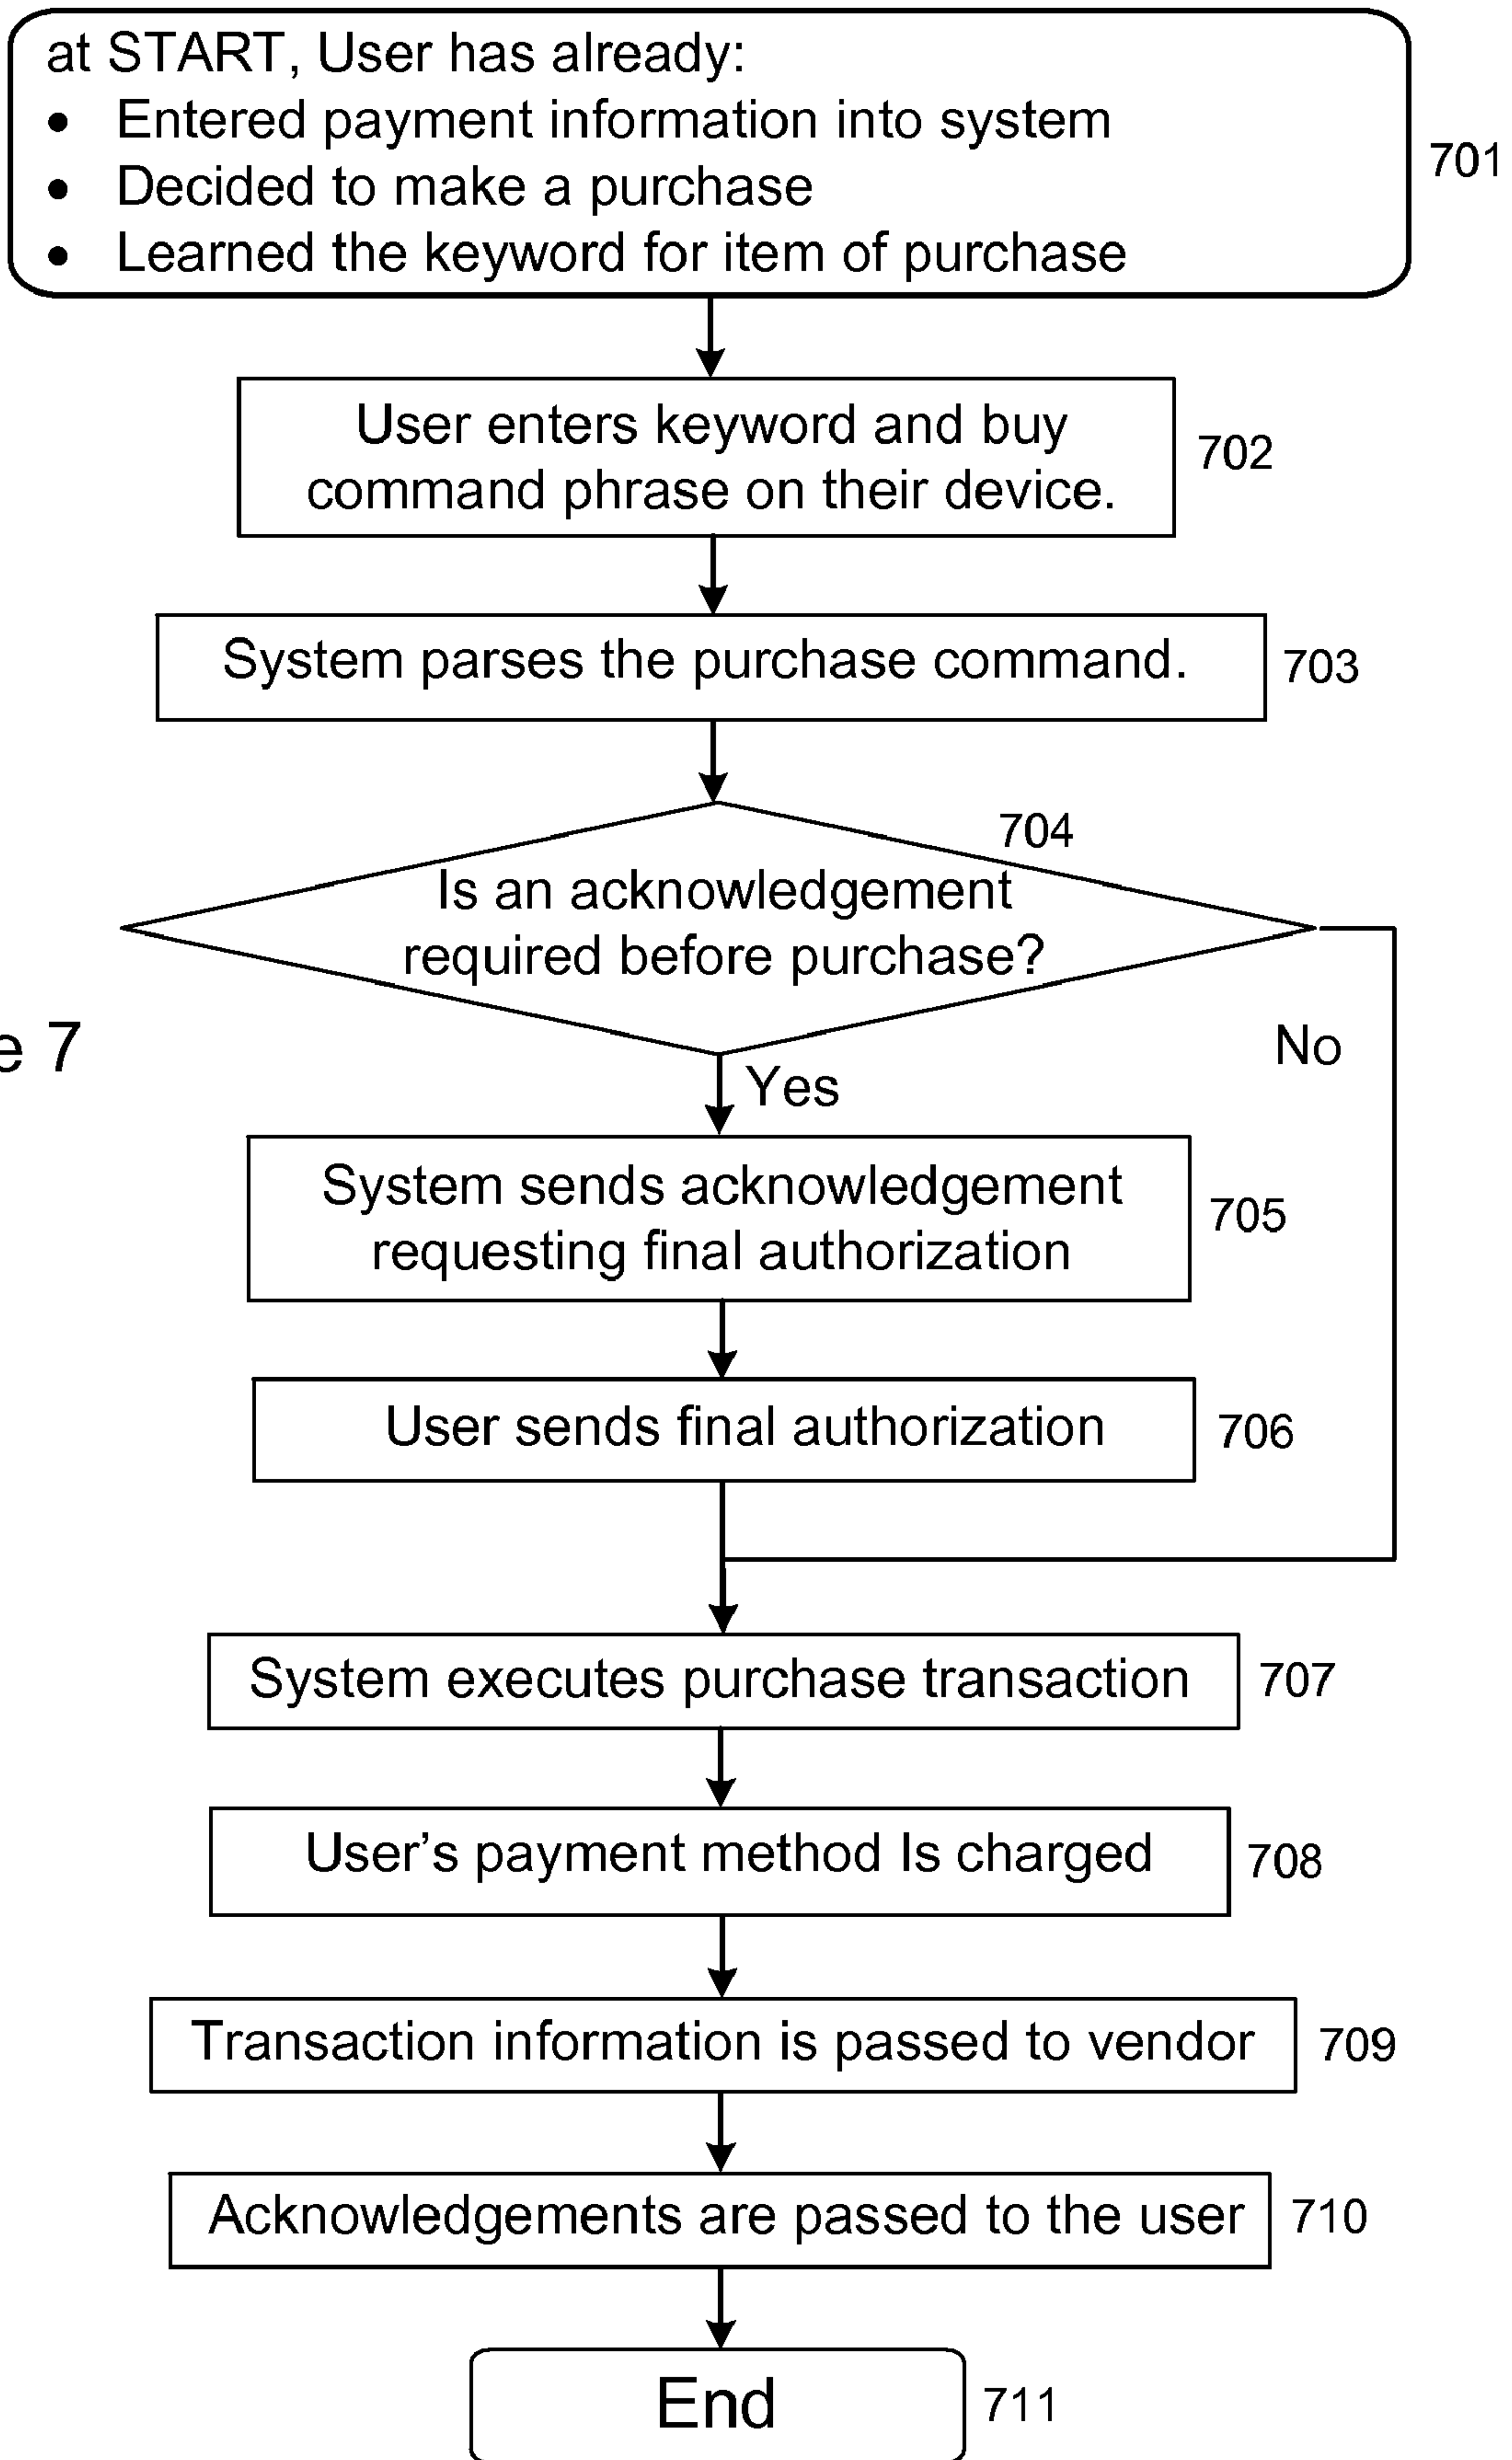 at START, User has already:
• Entered payment information into system
• Decided to make a purchase
• Learned the keyword for item of purchase
701
User enters keyword and buy
command phrase on their device.
702
System parses the purchase command.
703
704
Is an acknowledgement
required before purchase?
e 7
No
Yes
System sends acknowledgement
requesting final authorization
705
User sends final authorization
706
System executes purchase transaction
707
User's payment method Is charged
708
Transaction information is passed to vendor
709
Acknowledgements are passed to the user
710
End
711